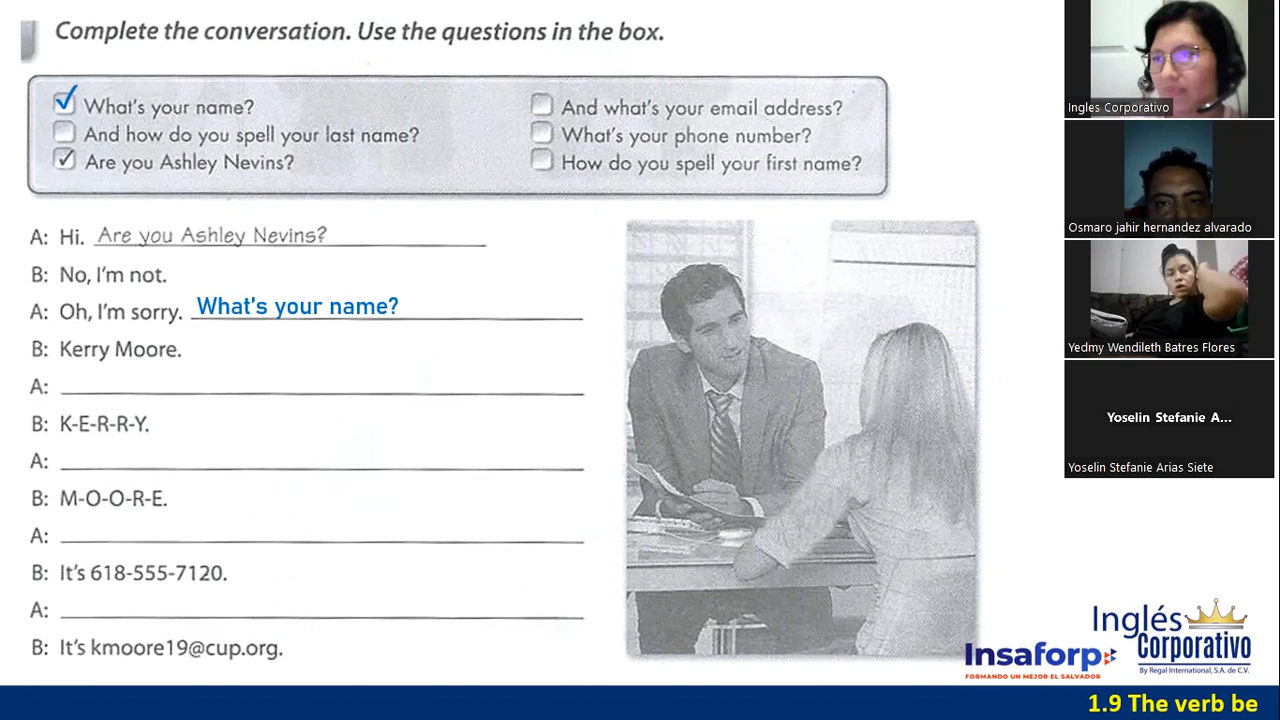 Complete the conversation. Use the questions in the box.
What's your name?
And how do you spell your last name?
Are you Ashley Nevins?
And what's your email address?
What's your phone number?
How do you spell your first name?
A: Hi. Are you Ashley Nevins?
B: No, I'm not.
A: Oh, I'm sorry. What's your name?
B: Kerry Moore.
A:
B: K-E-R-R-Y.
A:
B: M-O-O-R-E.
A:
B: It's 618-555-7120.
A:
B: It's kmoore19@cup.org.
Ingles Corporativo
Osmaro jahir hernandez alvarado
Yedmy Wendileth Batres Flores
Yoselin Stefanie A...
Yoselin Stefanie Arias Siete
Insaforp
FORMANDO UN MEJOR EL SALVADOR
Inglés
Corporativo
By Regal International, S.A. de C.V.
1.9 The verb be